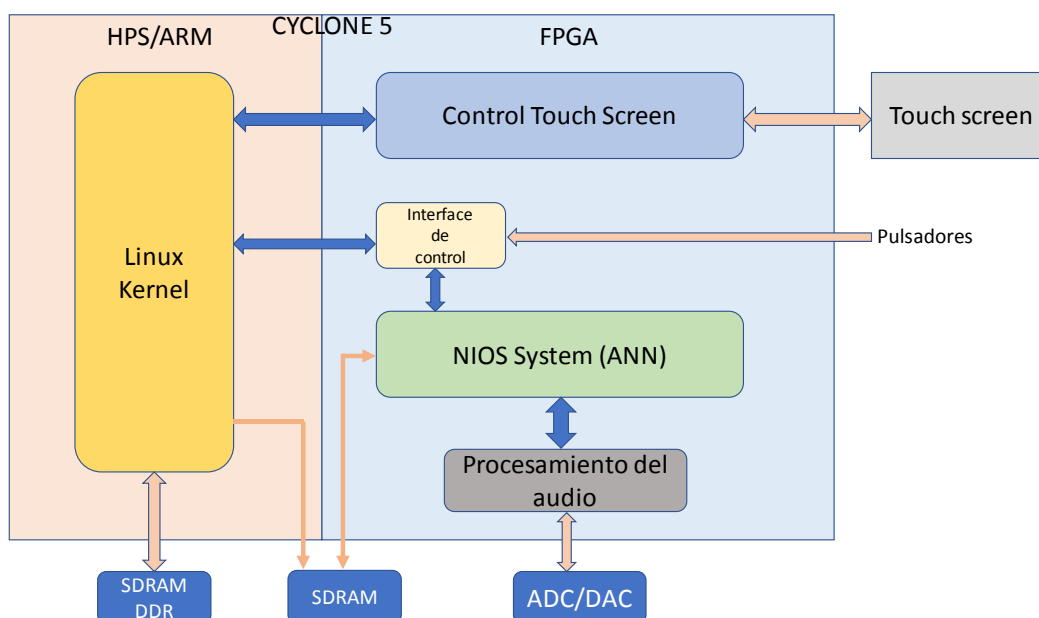 CYCLONE 5
HPS/ARM
FPGA
Control Touch Screen
Touch screen
Interface
de
control
Pulsadores
Linux
Kernel
NIOS System (ANN)
Procesamiento del
audio
SDRAM
DDR
SDRAM
ADC/DAC